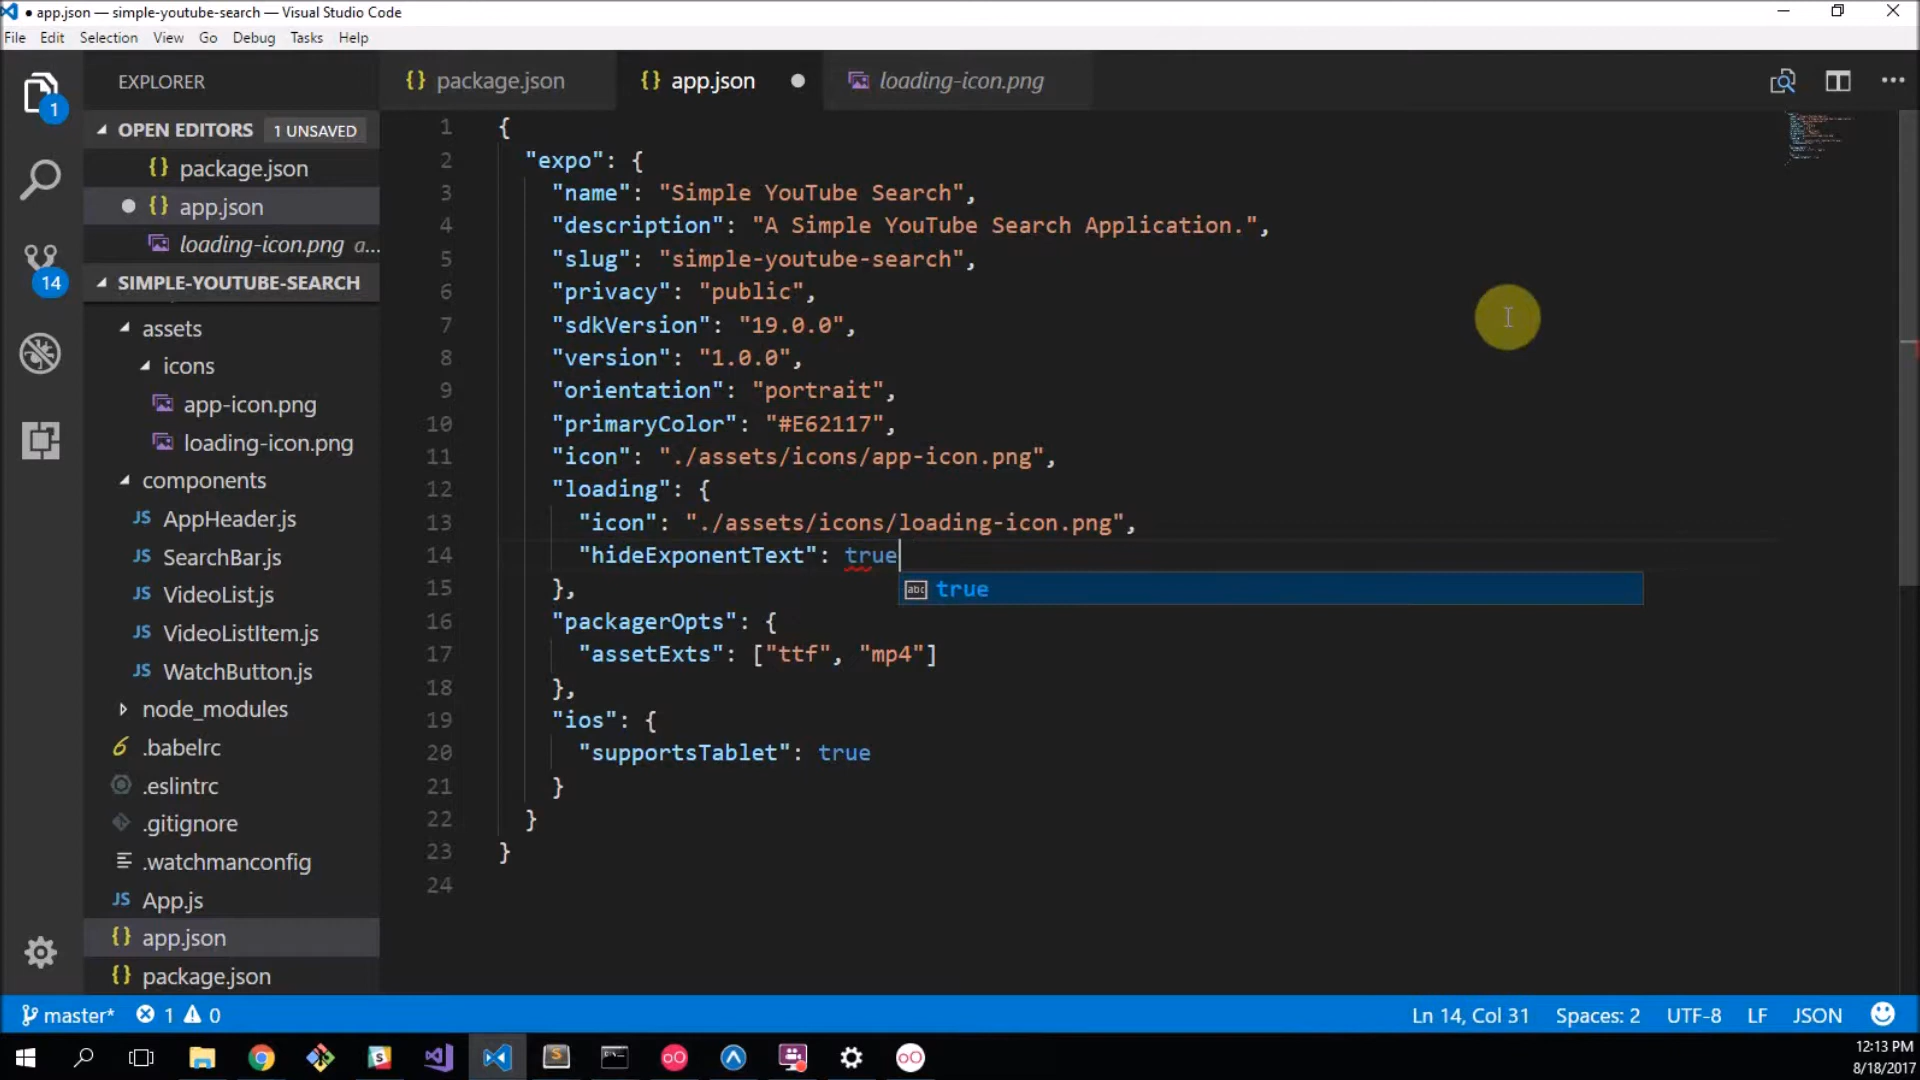 app.json — simple-youtube-search — Visual Studio Code
File Edit Selection View Go Debug Tasks Help
EXPLORER
package.json
app.json
loading-icon.png
1
OPEN EDITORS 1 UNSAVED
package.json
app.json
loading-icon.png a...
14
SIMPLE-YOUTUBE-SEARCH
assets
icons
app-icon.png
loading-icon.png
components
JS AppHeader.js
JS SearchBar.js
JS VideoList.js
JS VideoListItem.js
JS WatchButton.js
node_modules
6 .babelrc
.eslintrc
.gitignore
.watchmanconfig
JS App.js
{} app.json
{} package.json
1 {
2 "expo": {
3 "name": "Simple YouTube Search",
4 "description": "A Simple YouTube Search Application.",
5 "slug": "simple-youtube-search",
6 "privacy": "public",
7 "sdkVersion": "19.0.0",
8 "version": "1.0.0",
9 "orientation": "portrait",
10 "primaryColor": "#E62117",
11 "icon": "./assets/icons/app-icon.png",
12 "loading": {
13 "icon": "./assets/icons/loading-icon.png",
14 "hideExponentText": true
15 },
abc true
16 "packagerOpts": {
17 "assetExts": ["ttf", "mp4"]
18 },
19 "ios": {
20 "supportsTablet": true
21 }
22 }
23 }
24
master* 1 0 Ln 14, Col 31 Spaces: 2 UTF-8 LF JSON
12:13 PM
8/18/2017